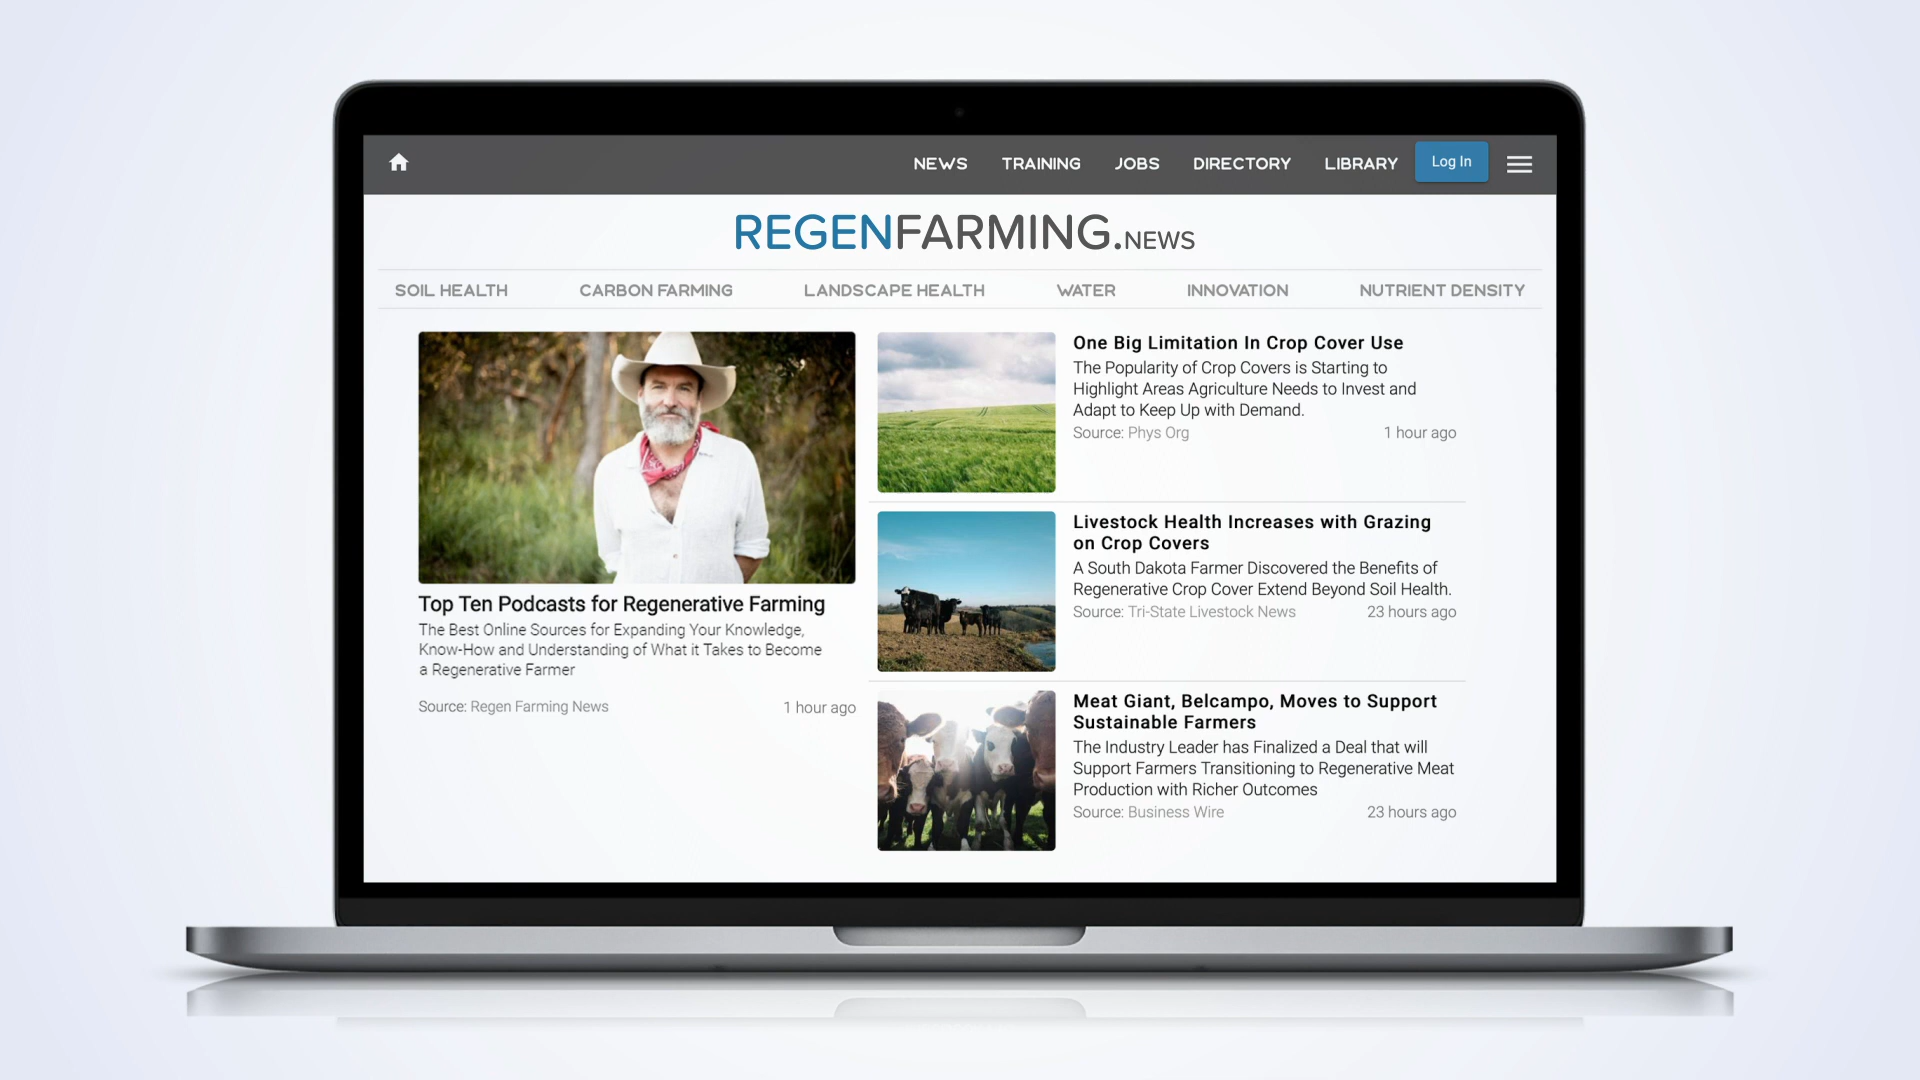 NEWS TRAINING JOBS DIRECTORY LIBRARY Log In
REGENFARMING.NEWS
SOIL HEALTH CARBON FARMING LANDSCAPE HEALTH WATER INNOVATION NUTRIENT DENSITY
Top Ten Podcasts for Regenerative Farming
The Best Online Sources for Expanding Your Knowledge,
Know-How and Understanding of What it Takes to Become
a Regenerative Farmer
Source: Regen Farming News 1 hour ago
One Big Limitation In Crop Cover Use
The Popularity of Crop Covers is Starting to
Highlight Areas Agriculture Needs to Invest and
Adapt to Keep Up with Demand.
Source: Phys Org 1 hour ago
Livestock Health Increases with Grazing
on Crop Covers
A South Dakota Farmer Discovered the Benefits of
Regenerative Crop Cover Extend Beyond Soil Health.
Source: Tri-State Livestock News 23 hours ago
Meat Giant, Belcampo, Moves to Support
Sustainable Farmers
The Industry Leader has Finalized a Deal that will
Support Farmers Transitioning to Regenerative Meat
Production with Richer Outcomes
Source: Business Wire 23 hours ago